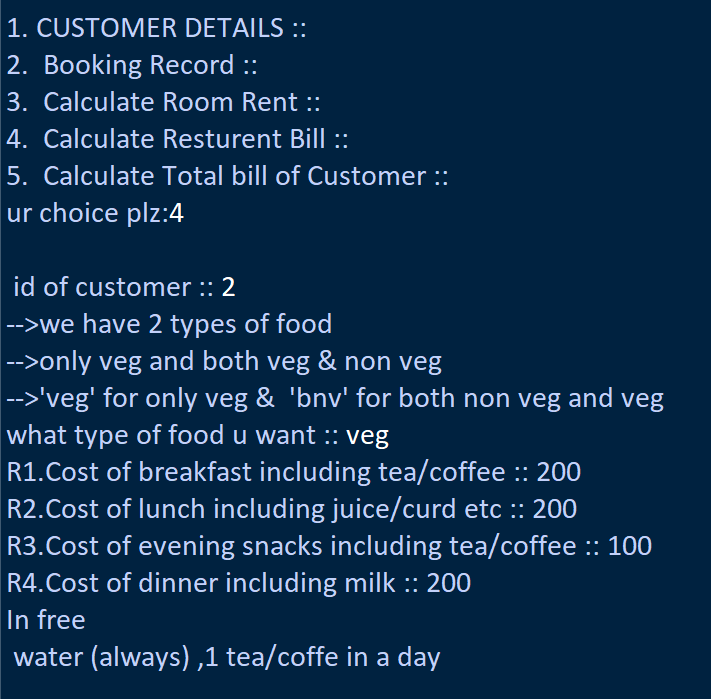 1. CUSTOMER DETAILS ::
2.  Booking Record ::
3.  Calculate Room Rent ::
4.  Calculate Resturent Bill ::
5.  Calculate Total bill of Customer ::
ur choice plz:4
id of customer :: 2
-->we have 2 types of food
-->only veg and both veg & non veg
-->'veg' for only veg &  'bnv' for both non veg and veg
what type of food u want :: veg
R1.Cost of breakfast including tea/coffee :: 200
R2.Cost of lunch including juice/curd etc :: 200
R3.Cost of evening snacks including tea/coffee :: 100
R4.Cost of dinner including milk :: 200
In free
water (always) ,1 tea/coffe in a day